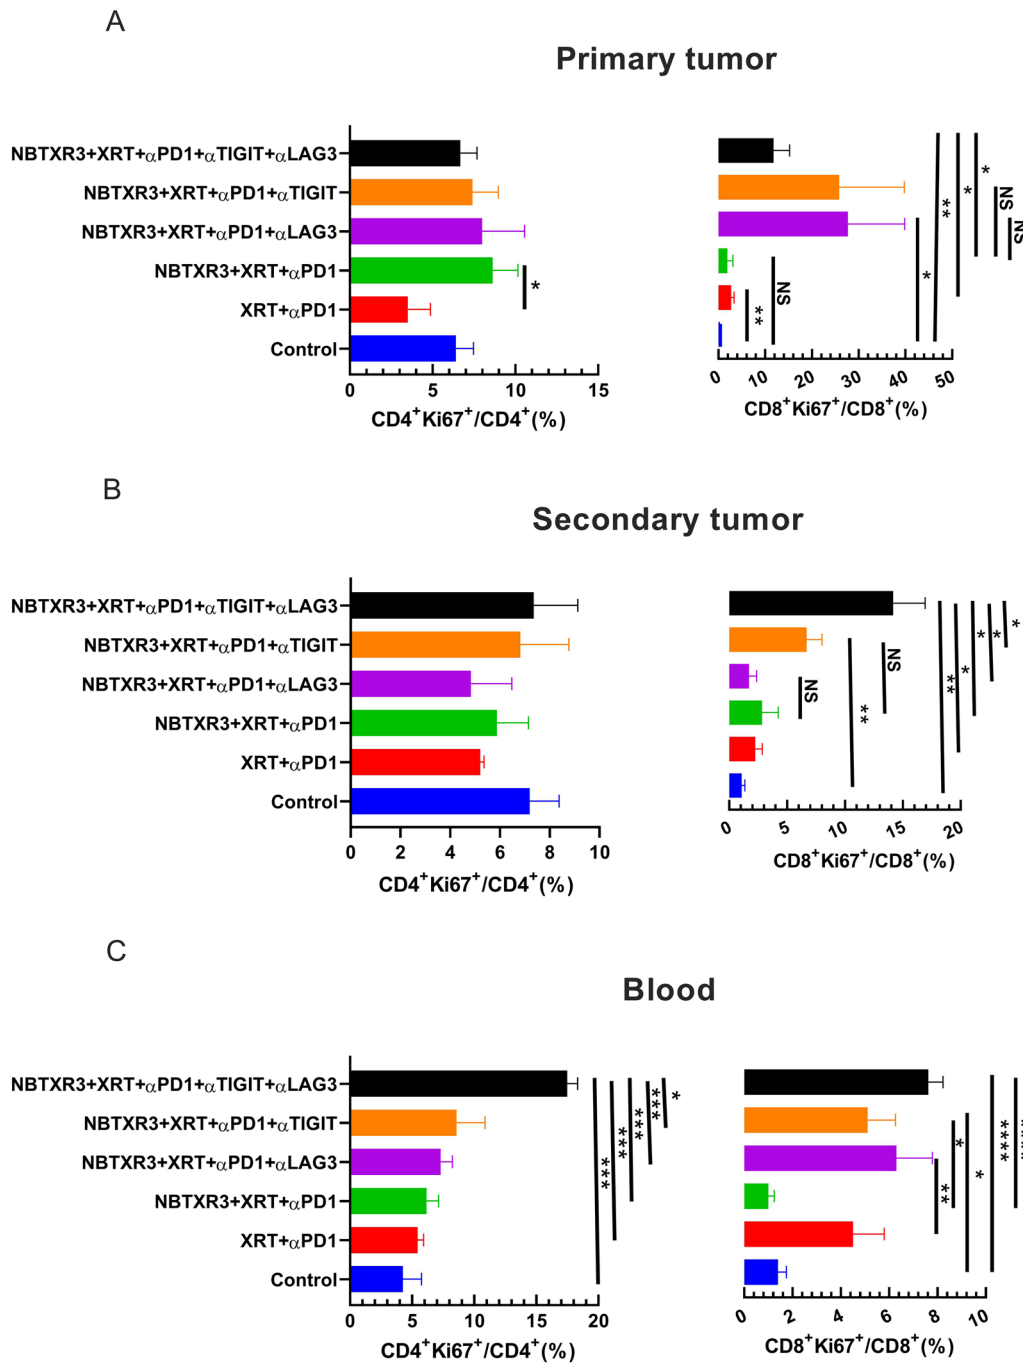 A
Primary tumor
NBTXR3+XRT+αPD1+αTIGIT+αLAG3
NBTXR3+XRT+αPD1+αTIGIT
NBTXR3+XRT+αPD1+αLAG3
NBTXR3+XRT+αPD1
XRT+αPD1
Control
*
0 5 10 15
CD4+Ki67+/CD4+(%)
** NS * ** * * NS NS
0 10 20 30 40 50
CD8+Ki67+/CD8+(%)
B
Secondary tumor
NBTXR3+XRT+αPD1+αTIGIT+αLAG3
NBTXR3+XRT+αPD1+αTIGIT
NBTXR3+XRT+αPD1+αLAG3
NBTXR3+XRT+αPD1
XRT+αPD1
Control
0 2 4 6 8 10
CD4+Ki67+/CD4+(%)
NS ** NS ** * * * *
0 5 10 15 20
CD8+Ki67+/CD8+(%)
C
Blood
NBTXR3+XRT+αPD1+αTIGIT+αLAG3
NBTXR3+XRT+αPD1+αTIGIT
NBTXR3+XRT+αPD1+αLAG3
NBTXR3+XRT+αPD1
XRT+αPD1
Control
*** *** *** *** *
0 5 10 15 20
CD4+Ki67+/CD4+(%)
** * * ****
0 2 4 6 8 10
CD8+Ki67+/CD8+(%)